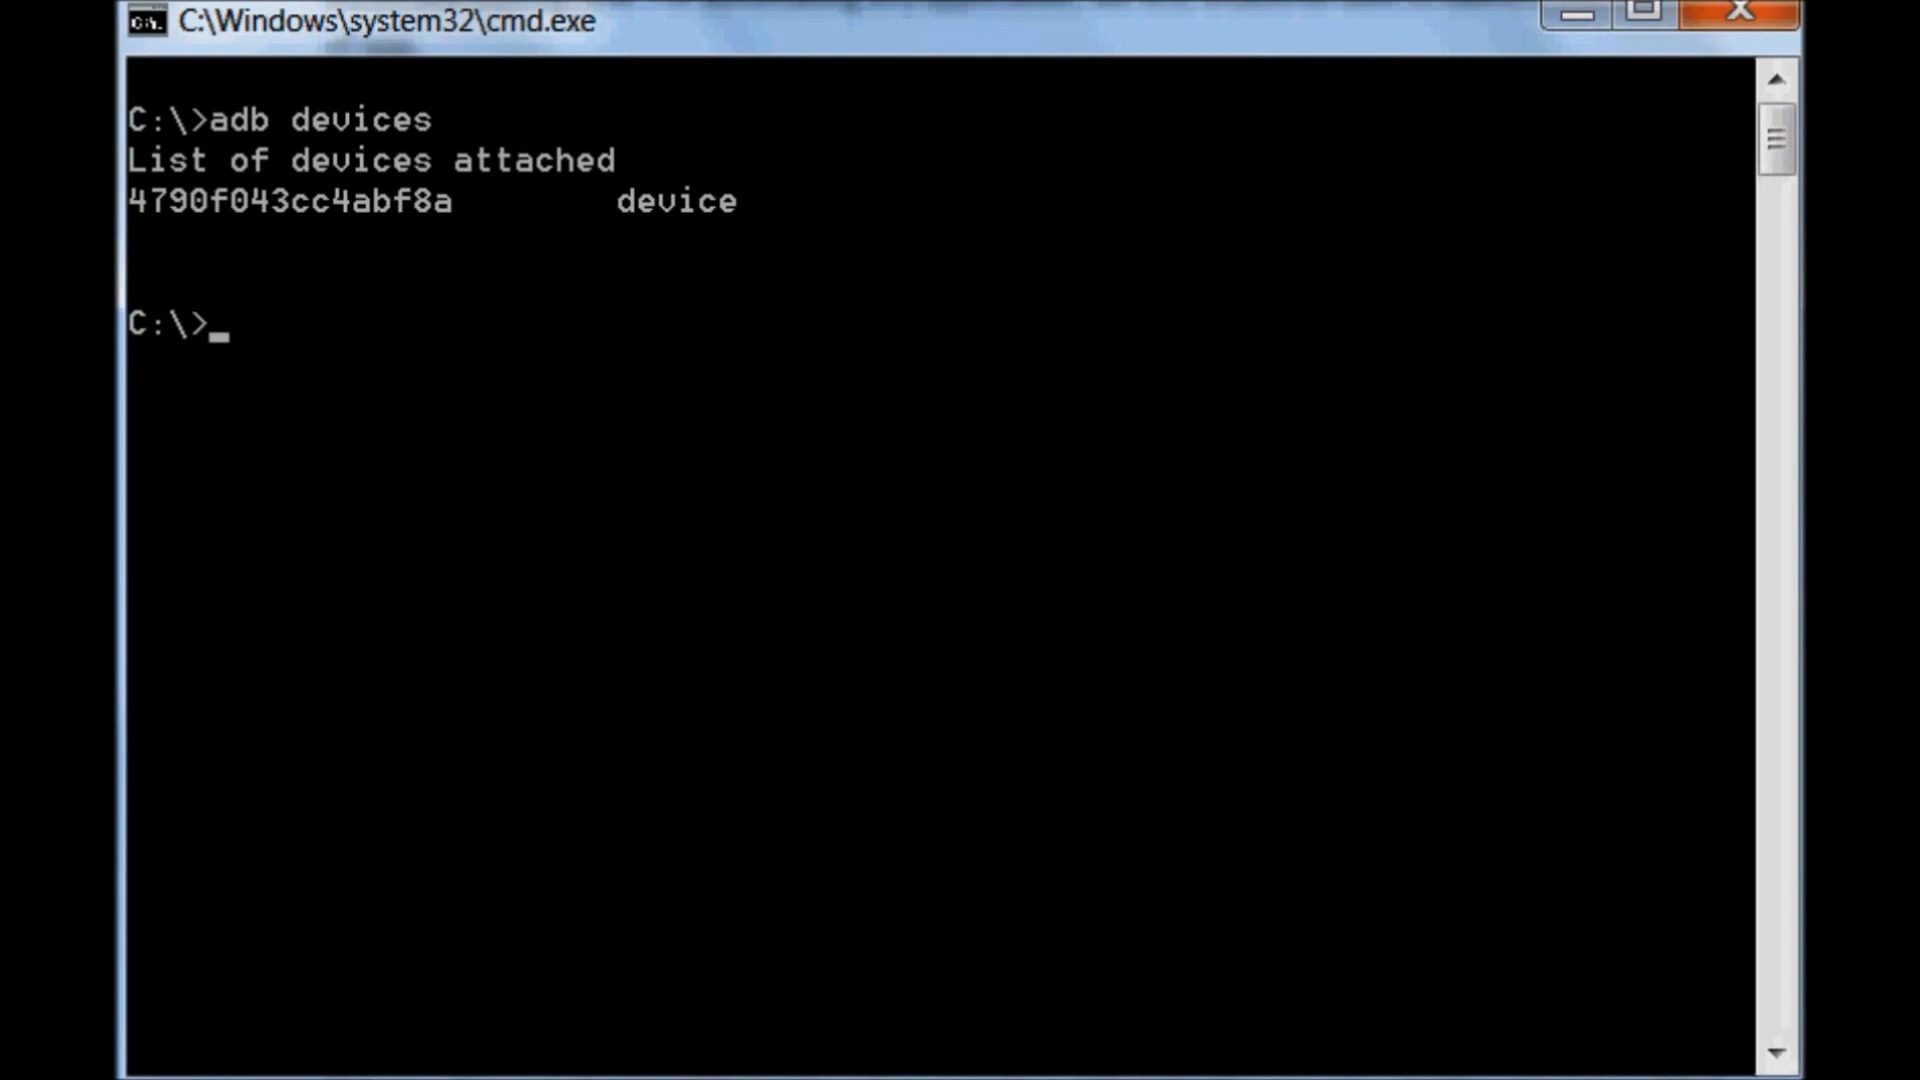 C:\Windows\system32\cmd.exe
C:\>adb devices
List of devices attached
4790f043cc4abf8a device
C:\>_